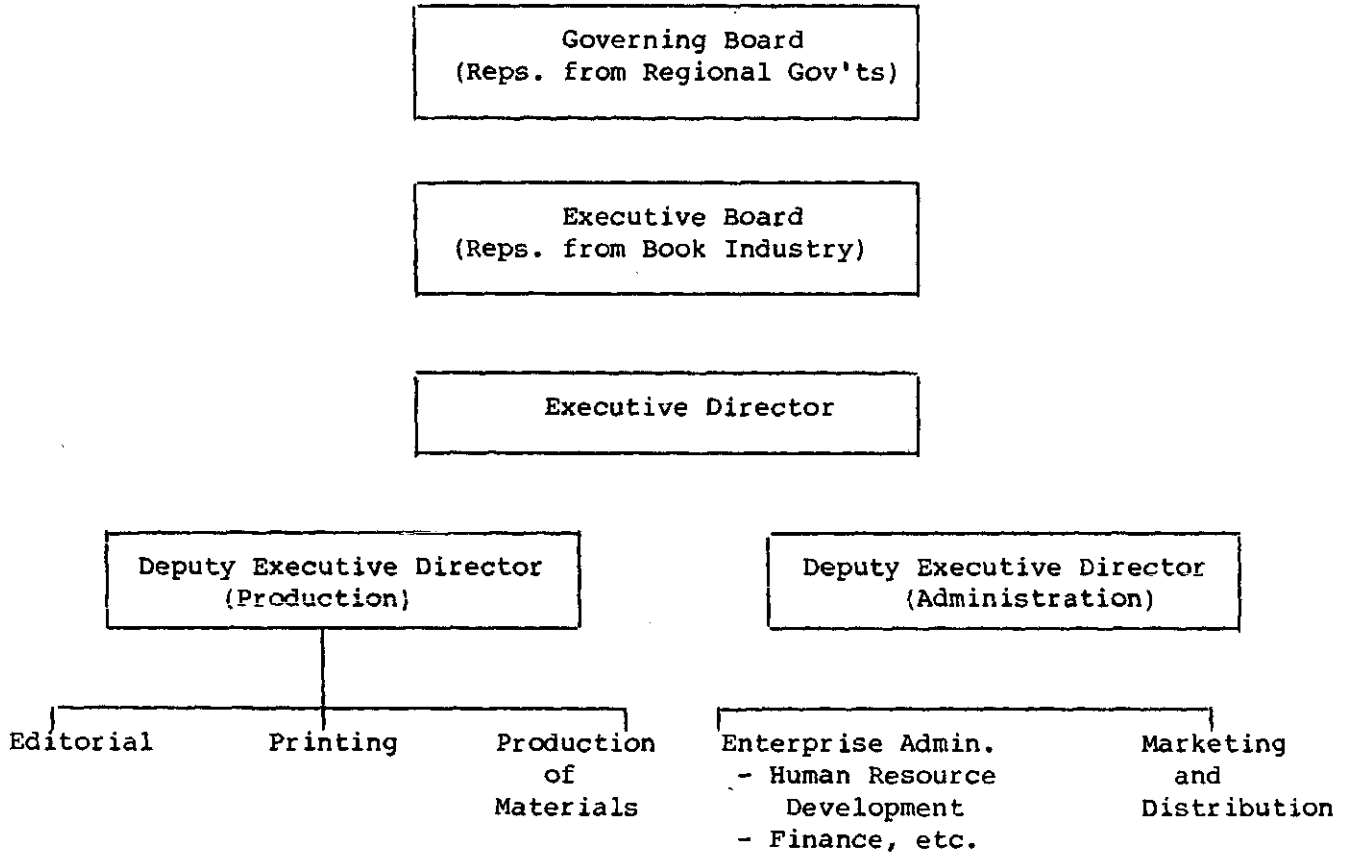 Governing Board
(Reps. from Regional Gov'ts)
Executive Board
(Reps. from Book Industry)
Executive Director
Deputy Executive Director
(Production)
Deputy Executive Director
(Administration)
Editorial
Printing
Production
of
Materials
Enterprise Admin.
- Human Resource
Development
- Finance, etc.
Marketing
and
Distribution